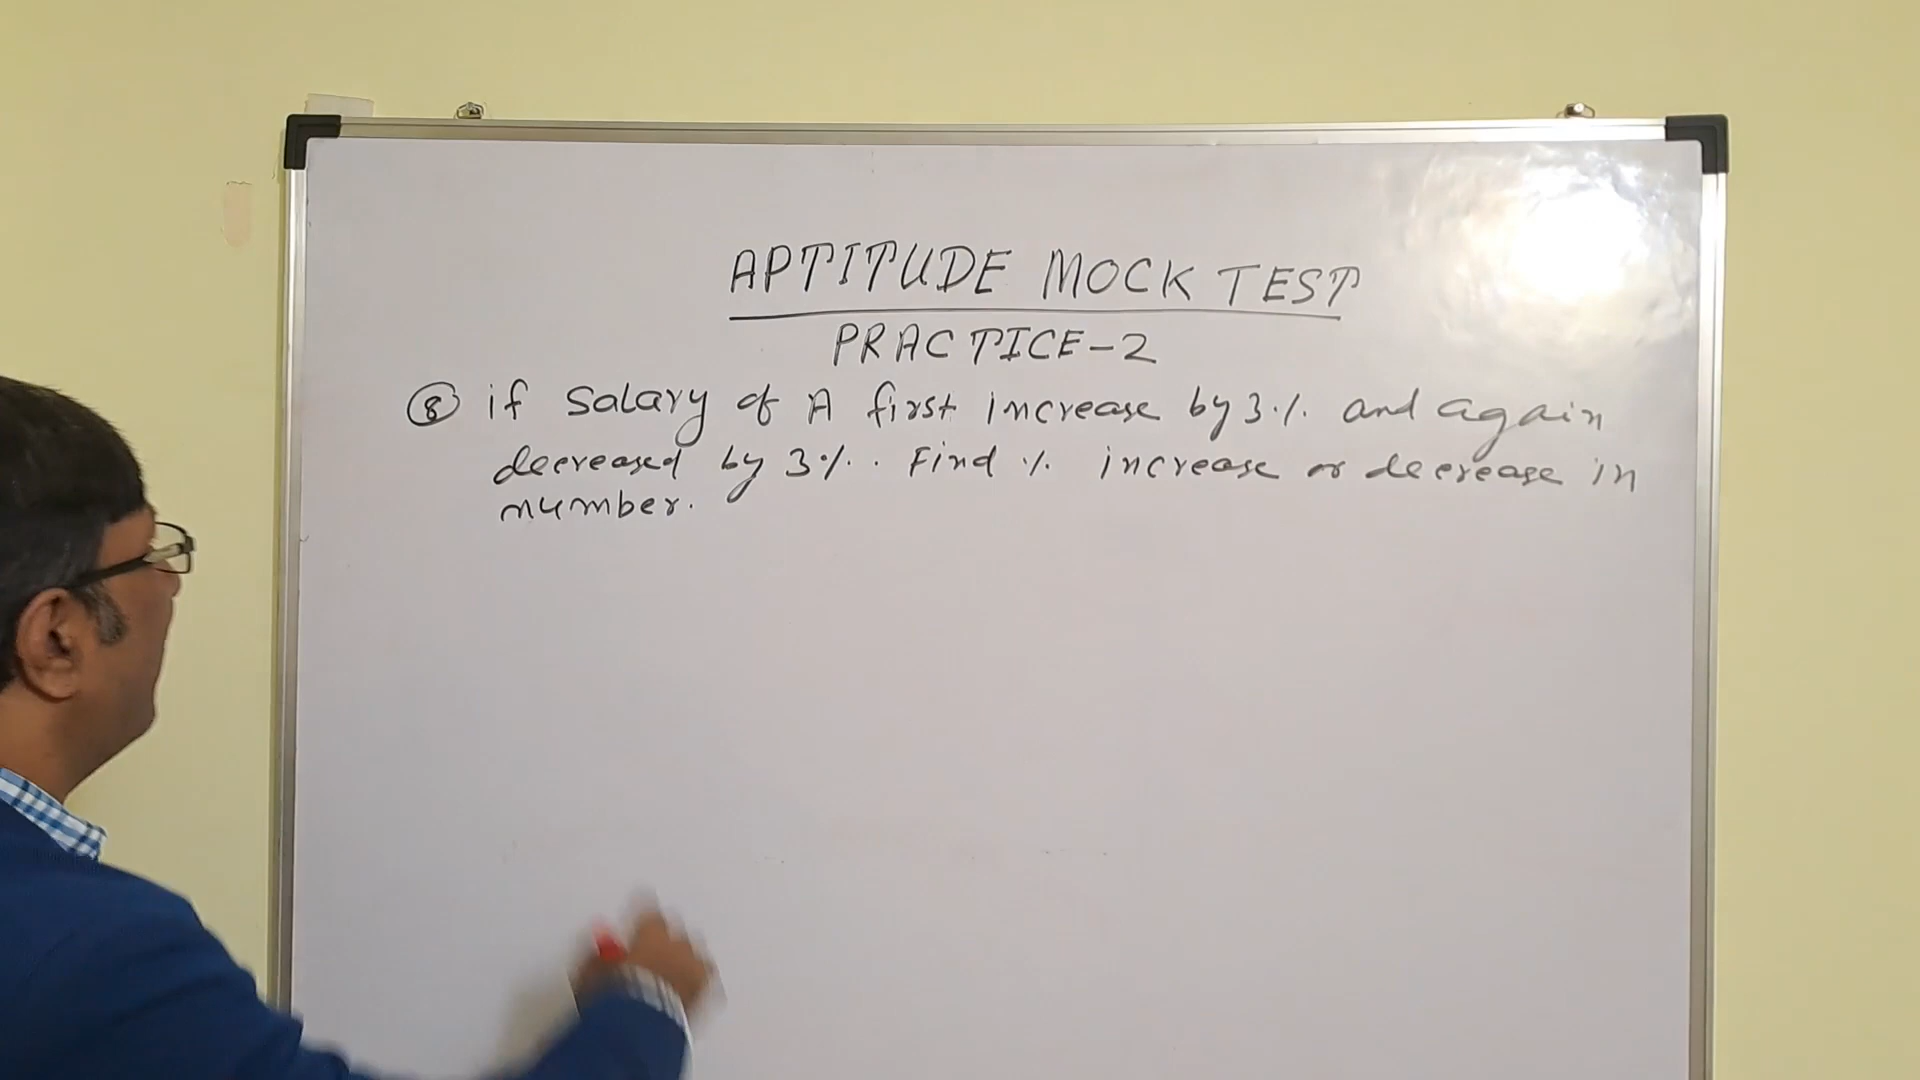 APTITUDE MOCK TEST
PRACTICE-2
⑧ if Salary of A first increase by 3% and again
decreased by 3%. Find % increase or decrease in
number.